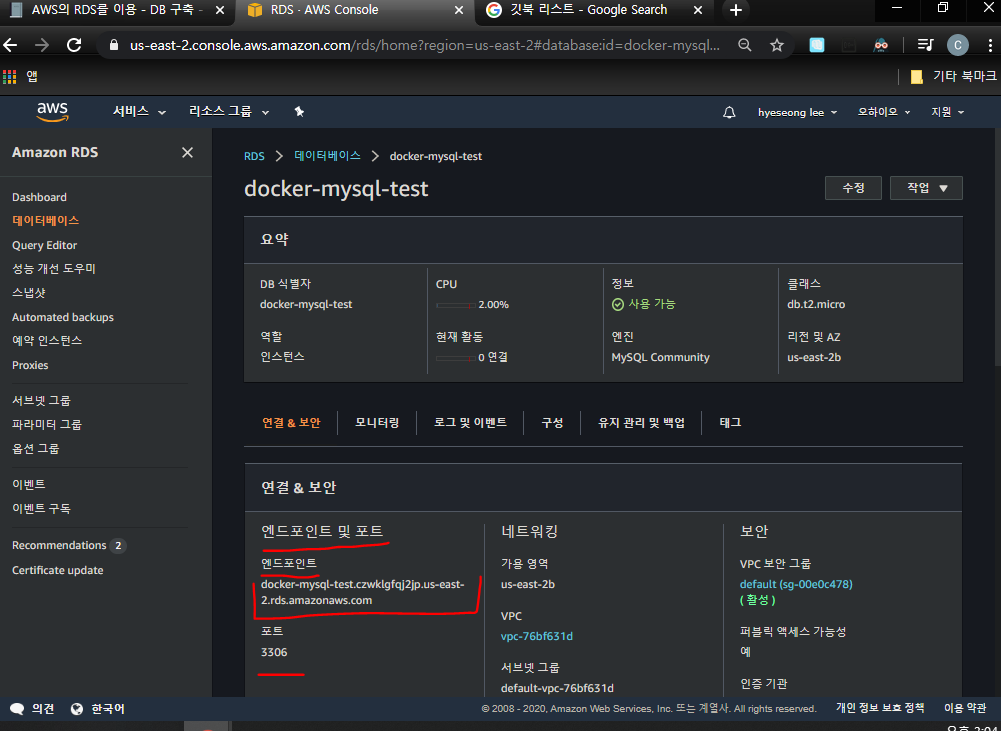 AWS의 RDS를 이용 - DB 구축 -
RDS · AWS Console
깃북 리스트 - Google Search
us-east-2.console.aws.amazon.com/rds/home?region=us-east-2#database:id=docker-mysql...
C
앱
기타 북마크
aws
서비스
리소스 그룹
hyeseong lee
오하이오
지원
Amazon RDS
Dashboard
데이터베이스
Query Editor
성능 개선 도우미
스냅샷
Automated backups
예약 인스턴스
Proxies
서브넷 그룹
파라미터 그룹
옵션 그룹
이벤트
이벤트 구독
Recommendations 2
Certificate update
RDS > 데이터베이스 > docker-mysql-test
docker-mysql-test
수정
작업
요약
DB 식별자
docker-mysql-test
CPU
2.00%
정보
사용 가능
클래스
db.t2.micro
역할
인스턴스
현재 활동
0 연결
엔진
MySQL Community
리전 및 AZ
us-east-2b
연결 & 보안
모니터링
로그 및 이벤트
구성
유지 관리 및 백업
태그
연결 & 보안
엔드포인트 및 포트
엔드포인트
docker-mysql-test.czwklgfqj2jp.us-east-
2.rds.amazonaws.com
포트
3306
네트워킹
가용 영역
us-east-2b
VPC
vpc-76bf631d
서브넷 그룹
default-vpc-76bf631d
보안
VPC 보안 그룹
default (sg-00e0c478)
( 활성 )
퍼블릭 액세스 가능성
예
인증 기관
의견
한국어
© 2008 - 2020, Amazon Web Services, Inc. 또는 계열사. All rights reserved.
개인 정보 보호 정책
이용 약관